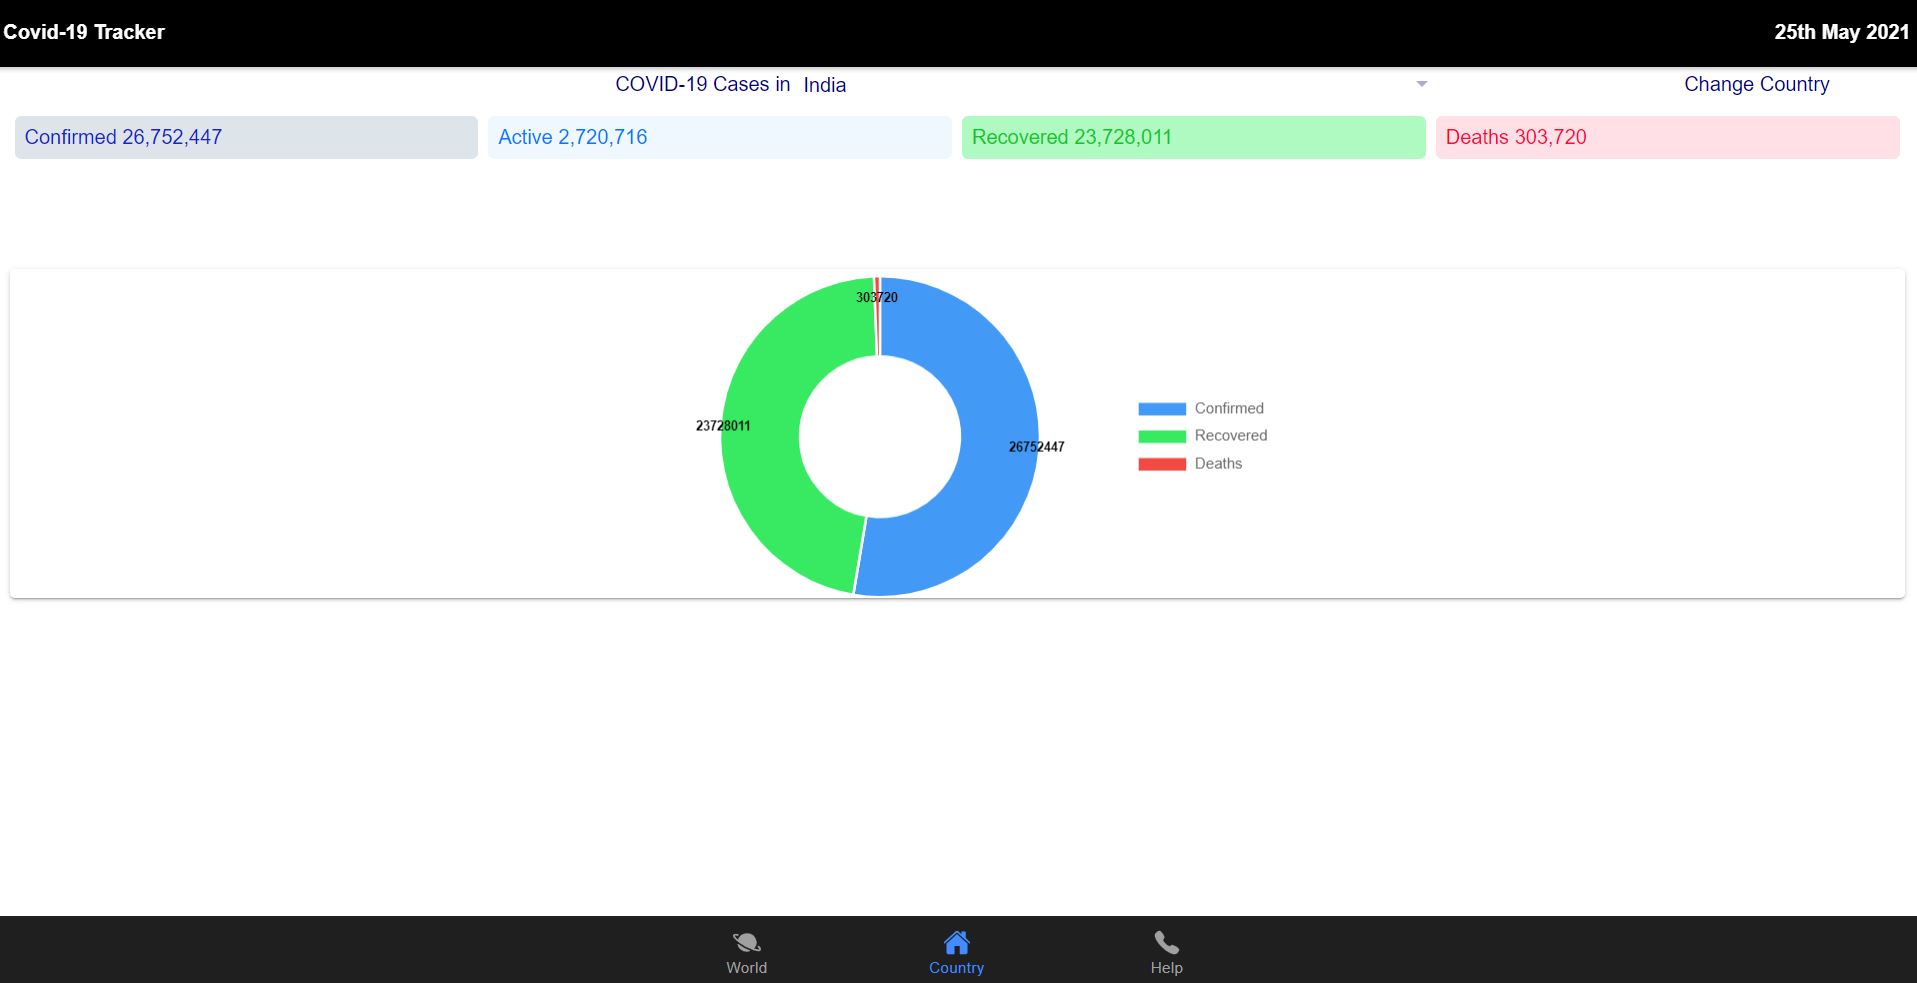 Covid-19 Tracker
25th May 2021
COVID-19 Cases in India
Change Country
Confirmed 26,752,447
Active 2,720,716
Recovered 23,728,011
Deaths 303,720
303720
23728011
26752447
Confirmed
Recovered
Deaths
World
Country
Help